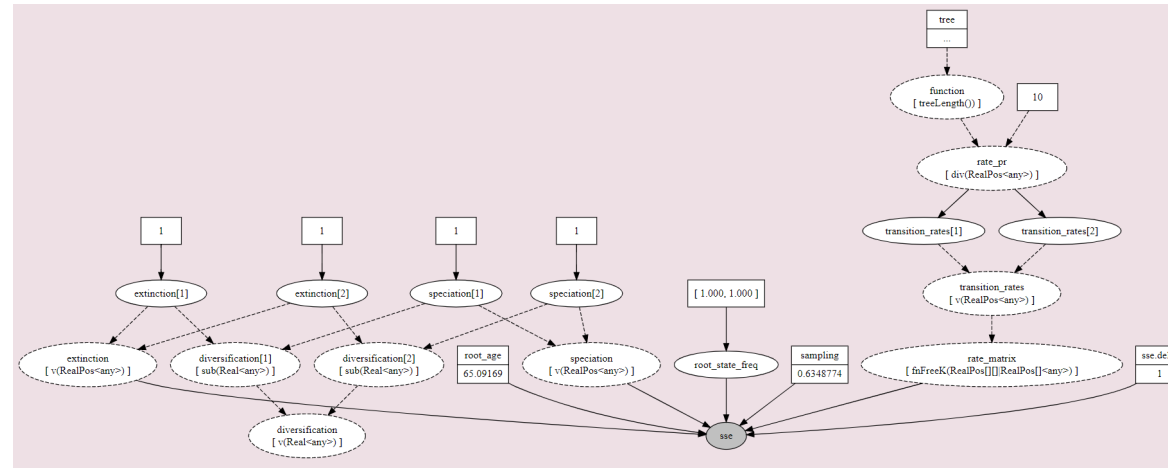 tree
...
function
[ treeLength()) ]
10
rate_pr
[ div(RealPos<any>) ]
1
1
1
1
transition_rates[1]
transition_rates[2]
extinction[1]
extinction[2]
speciation[1]
speciation[2]
[ 1.000, 1.000 ]
transition_rates
[ v(RealPos<any>) ]
extinction
[ v(RealPos<any>) ]
diversification[1]
[ sub(Real<any>) ]
diversification[2]
[ sub(Real<any>) ]
root_age
65.09169
speciation
[ v(RealPos<any>) ]
root_state_freq
sampling
0.6348774
rate_matrix
[ fnFreeK(RealPos[][]|RealPos[]<any>) ]
sse.del
1
diversification
[ v(Real<any>) ]
sse